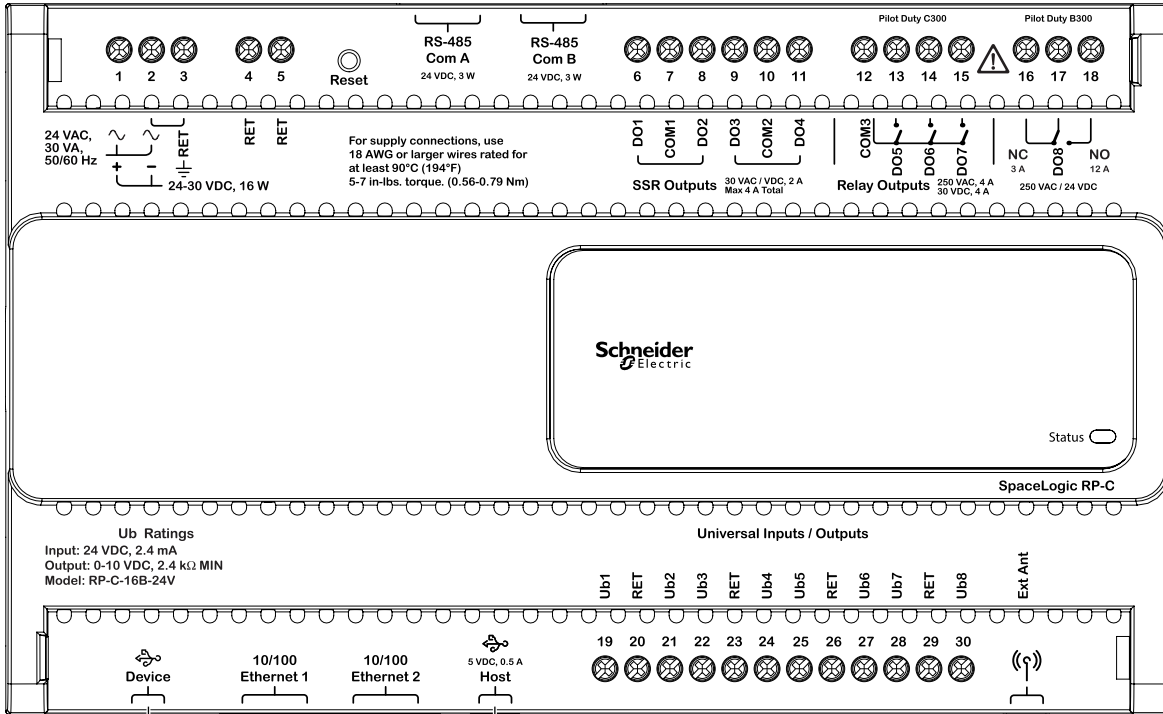 Pilot Duty C300
Pilot Duty B300
RS-485
Com A
24 VDC, 3 W
RS-485
Com B
24 VDC, 3 W
Reset
1 2 3 4 5 6 7 8 9 10 11 12 13 14 15 16 17 18
24 VAC,
30 VA,
50/60 Hz
+ −
RET
24-30 VDC, 16 W
RET
RET
For supply connections, use
18 AWG or larger wires rated for
at least 90°C (194°F)
5-7 in-lbs. torque. (0.56-0.79 Nm)
DO1
COM1
DO2
DO3
COM2
DO4
SSR Outputs
30 VAC / VDC, 2 A
Max 4 A Total
COM3
DO5
DO6
DO7
Relay Outputs
250 VAC, 4 A
30 VDC, 4 A
NC
3 A
DO8
NO
12 A
250 VAC / 24 VDC
Schneider
Electric
Status
SpaceLogic RP-C
Ub Ratings
Input: 24 VDC, 2.4 mA
Output: 0-10 VDC, 2.4 kΩ MIN
Model: RP-C-16B-24V
Universal Inputs / Outputs
Ub1
RET
Ub2
Ub3
RET
Ub4
Ub5
RET
Ub6
Ub7
RET
Ub8
Ext Ant
19 20 21 22 23 24 25 26 27 28 29 30
Device
10/100
Ethernet 1
10/100
Ethernet 2
5 VDC, 0.5 A
Host